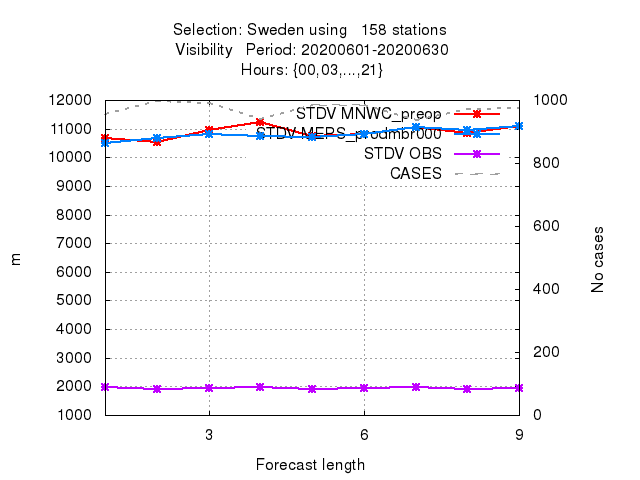 Selection: Sweden using 158 stations
Visibility Period: 20200601-20200630
Hours: {00,03,...,21}
12000
11000
10000
9000
8000
7000
6000
5000
4000
3000
2000
1000
1000
800
600
400
200
0
STDV MNWC_preop
STDV MEPS_prodmbr000
STDV OBS
CASES
m
No cases
3
6
9
Forecast length